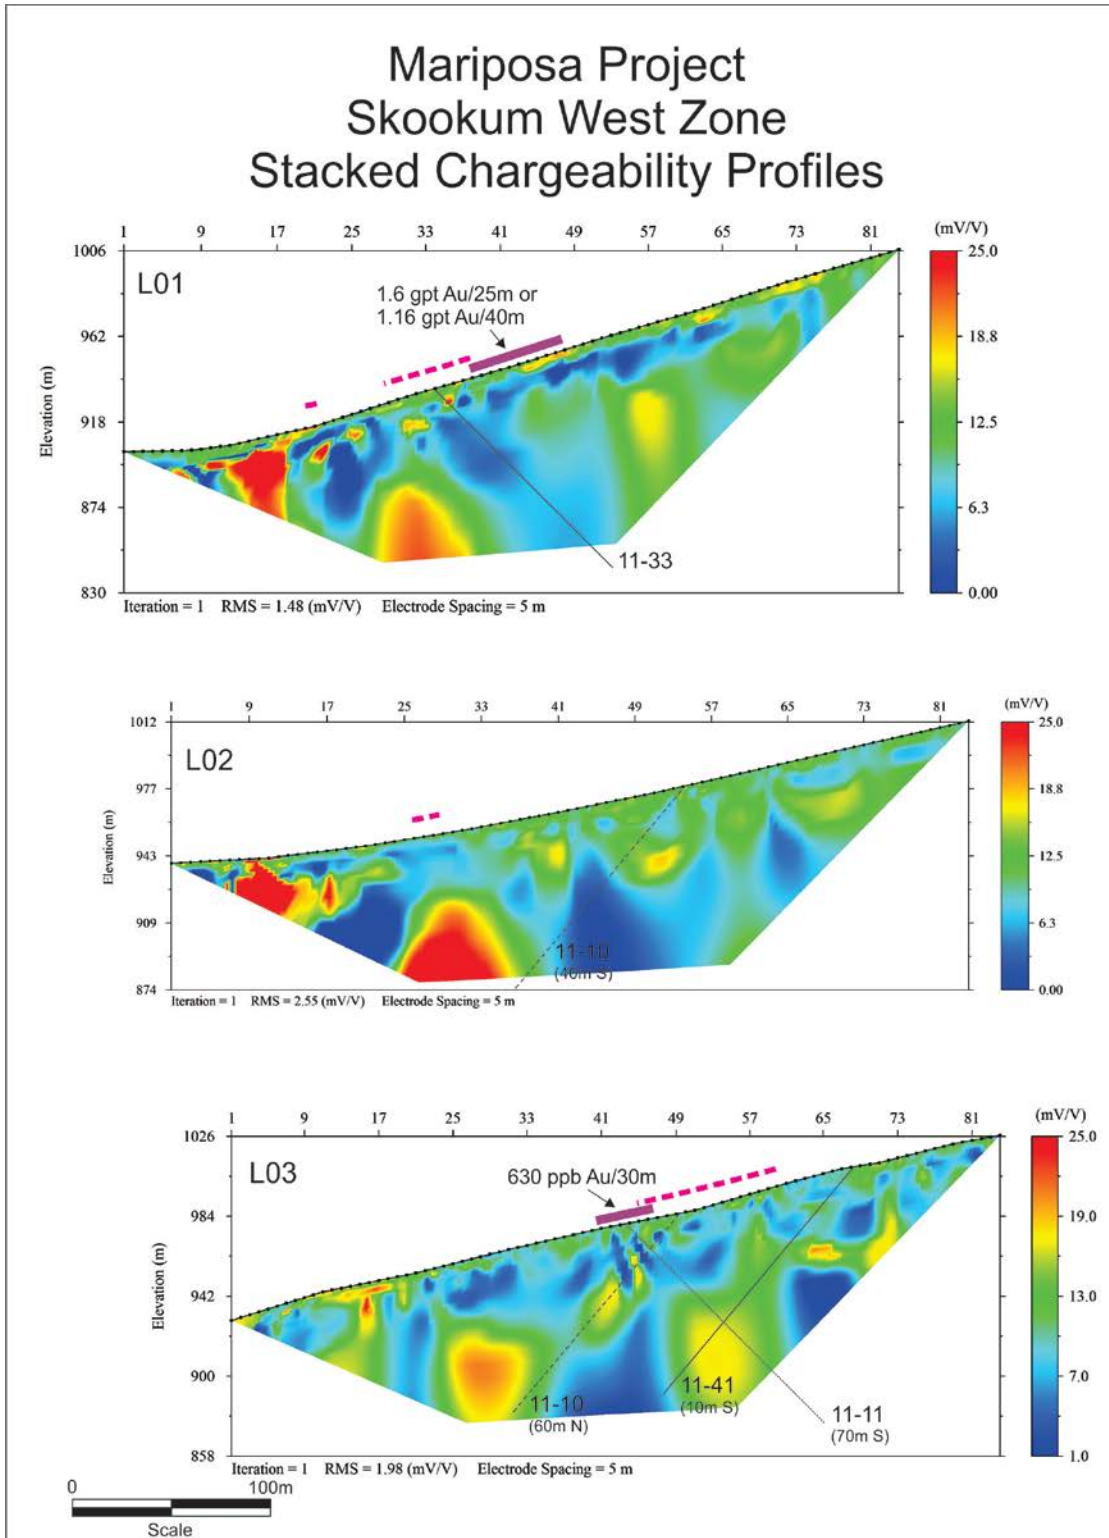 Mariposa Project
Skookum West Zone
Stacked Chargeability Profiles
1 9 17 25 33 41 49 57 65 73 81 (mV/V)
1006
962
918
874
830
Elevation (m)
L01
1.6 gpt Au/25m or
1.16 gpt Au/40m
11-33
25.0
18.8
12.5
6.3
0.00
Iteration = 1 RMS = 1.48 (mV/V) Electrode Spacing = 5 m
1 9 17 25 33 41 49 57 65 73 81 (mV/V)
1012
977
943
909
874
Elevation (m)
L02
11-10
(40m S)
25.0
18.8
12.5
6.3
0.00
Iteration = 1 RMS = 2.55 (mV/V) Electrode Spacing = 5 m
1 9 17 25 33 41 49 57 65 73 81 (mV/V)
1026
984
942
900
858
Elevation (m)
L03
630 ppb Au/30m
11-10
(60m N)
11-41
(10m S)
11-11
(70m S)
25.0
19.0
13.0
7.0
1.0
Iteration = 1 RMS = 1.98 (mV/V) Electrode Spacing = 5 m
0 100m
Scale